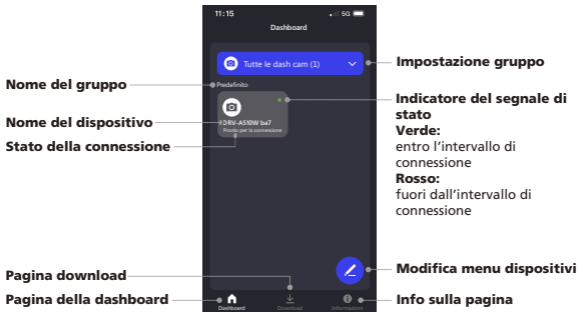 11:15
5G
Dashboard
Tutte le dash cam (1)
Impostazione gruppo
Nome del gruppo
Predefinito
Indicatore del segnale di
stato
Verde:
entro l'intervallo di
connessione
Rosso:
fuori dall'intervallo di
connessione
Nome del dispositivo
DRV-A510W ba7
Pronto per la connessione
Stato della connessione
Modifica menu dispositivi
Pagina download
Pagina della dashboard
Dashboard
Download
Informazioni
Info sulla pagina